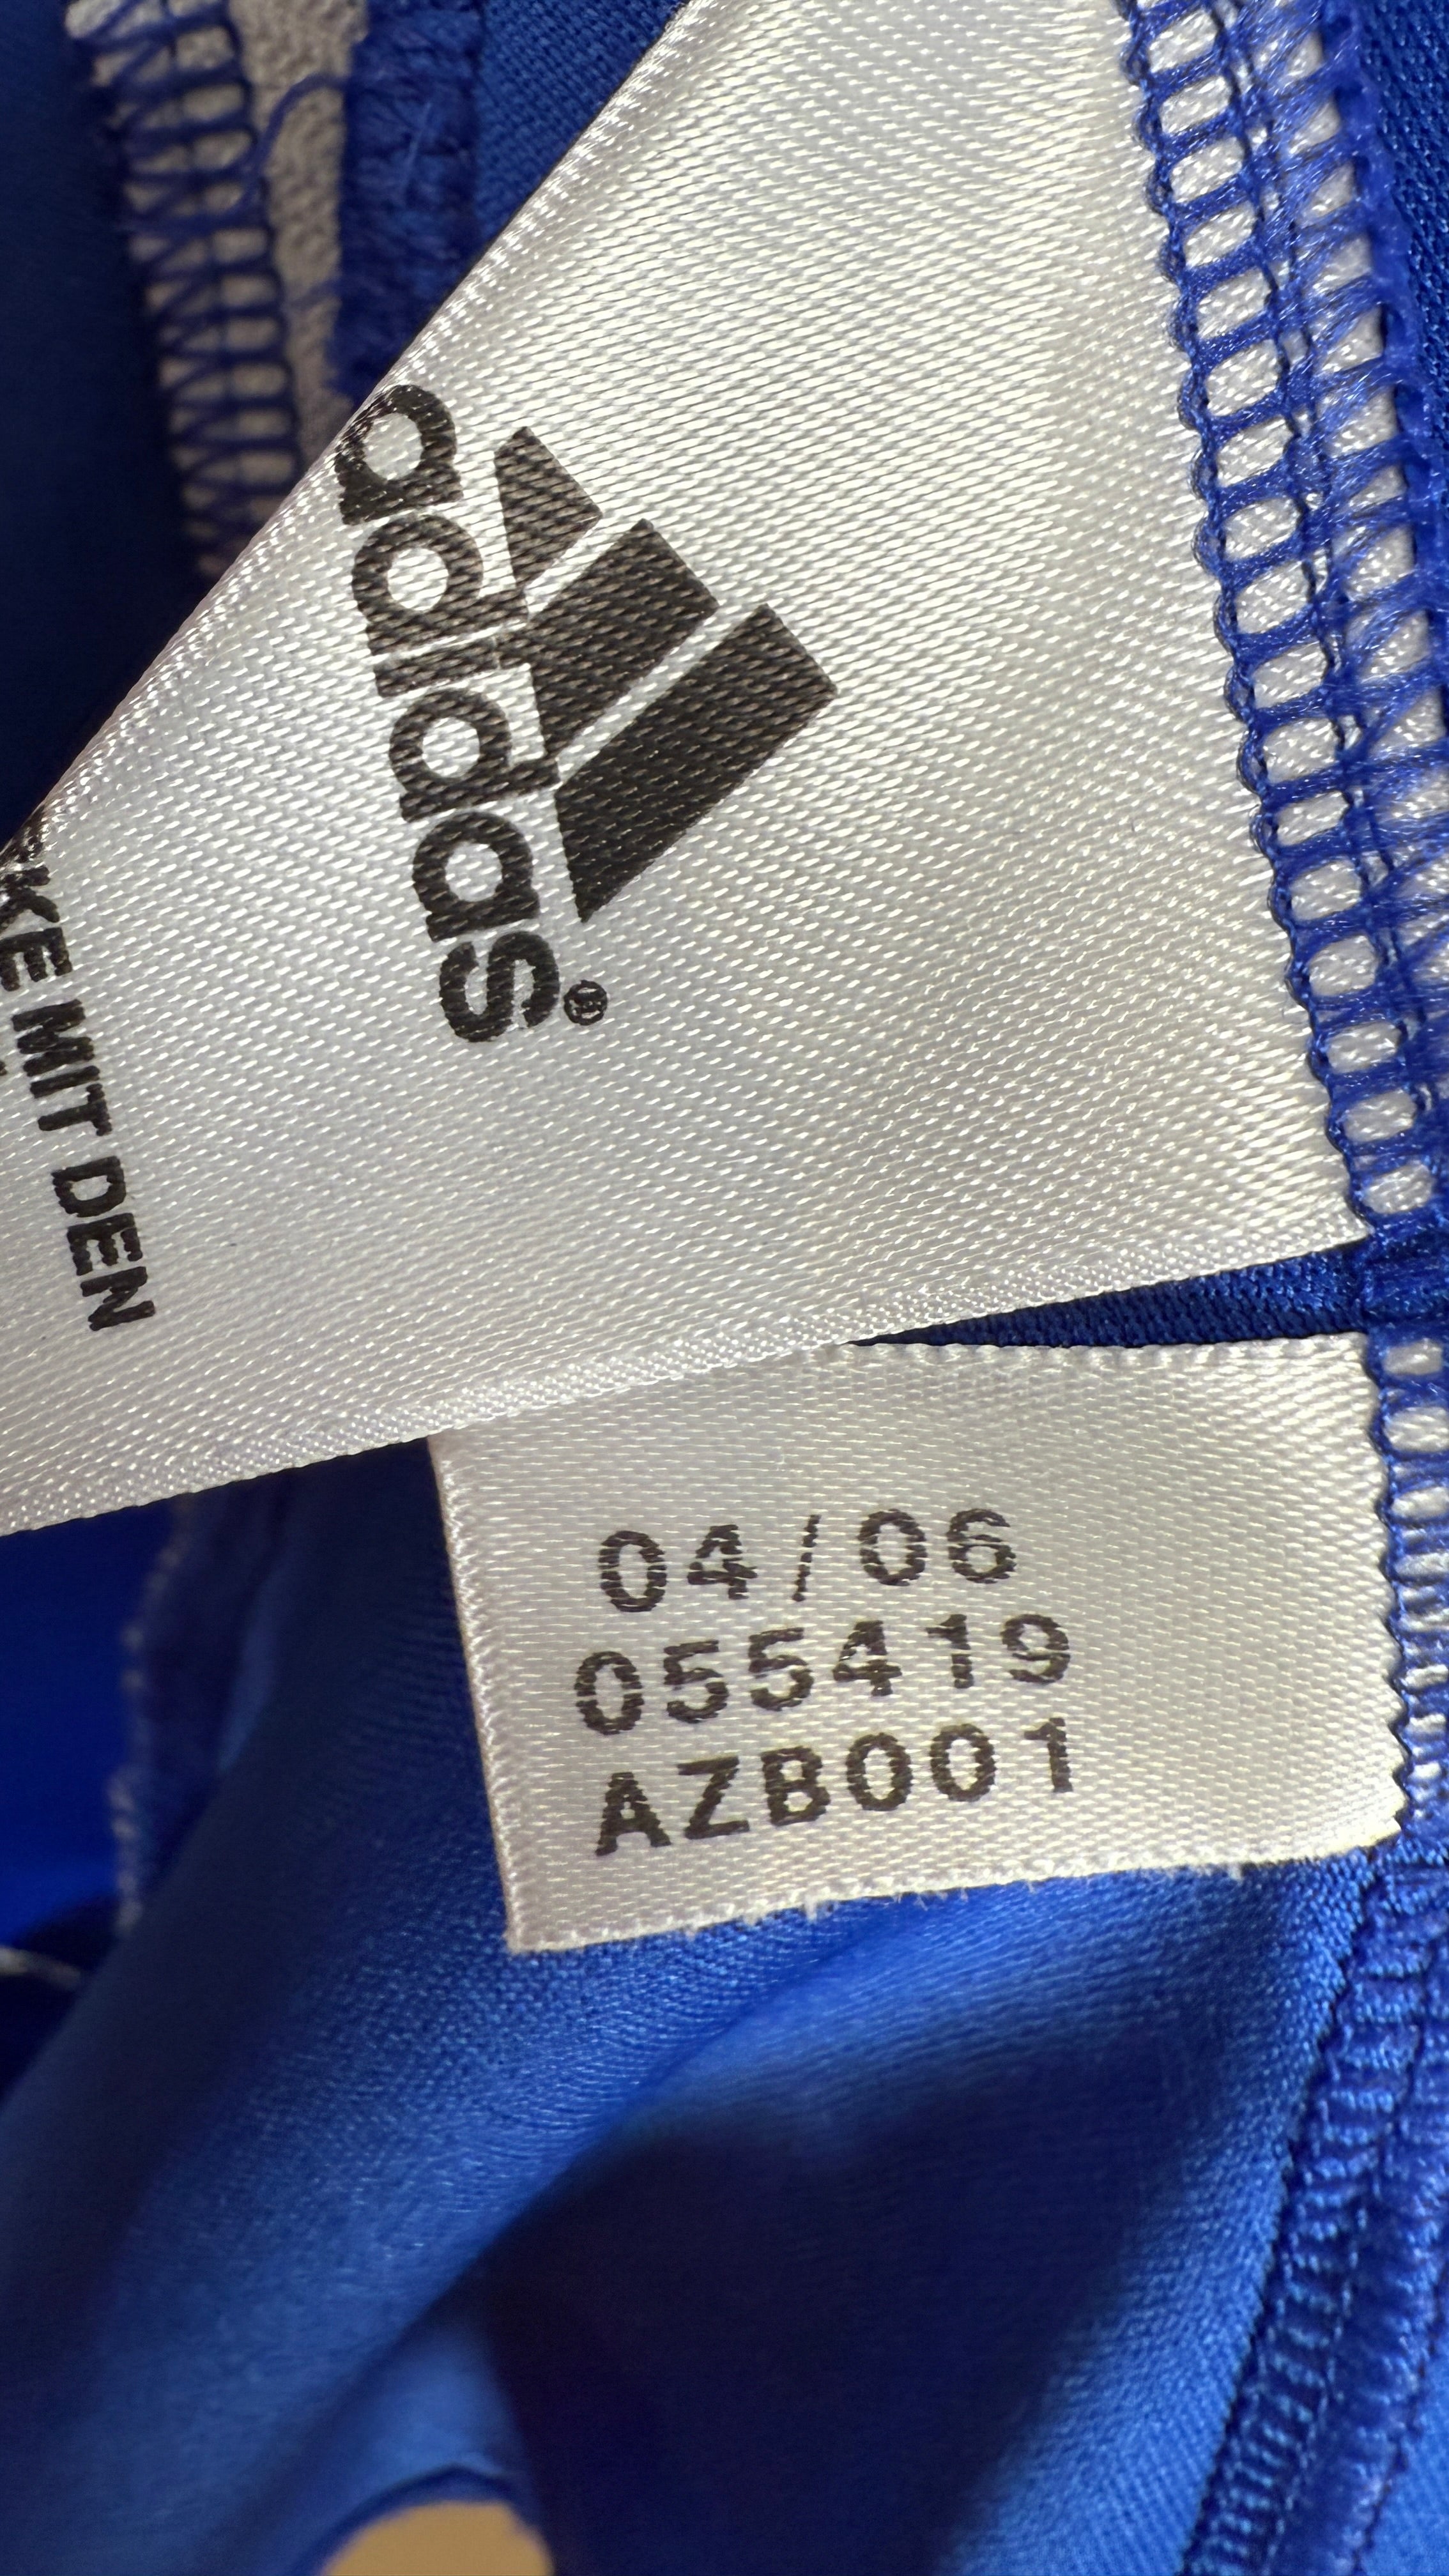 adidas®
KE MIT DEN
04/06
055419
AZB001